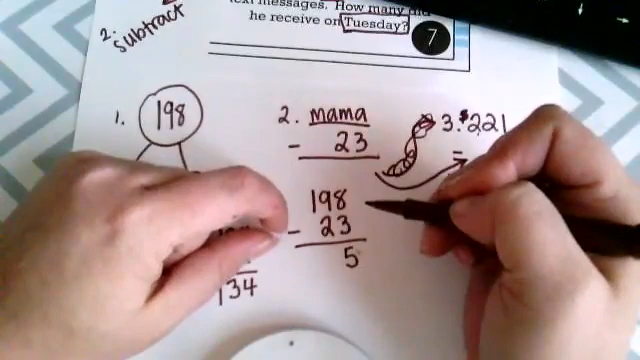 text messages. How many did
he receive on Tuesday?
7
2.
subtract
1.
198
2. mama
- 23
3. $221
-
198
- 23
5
134